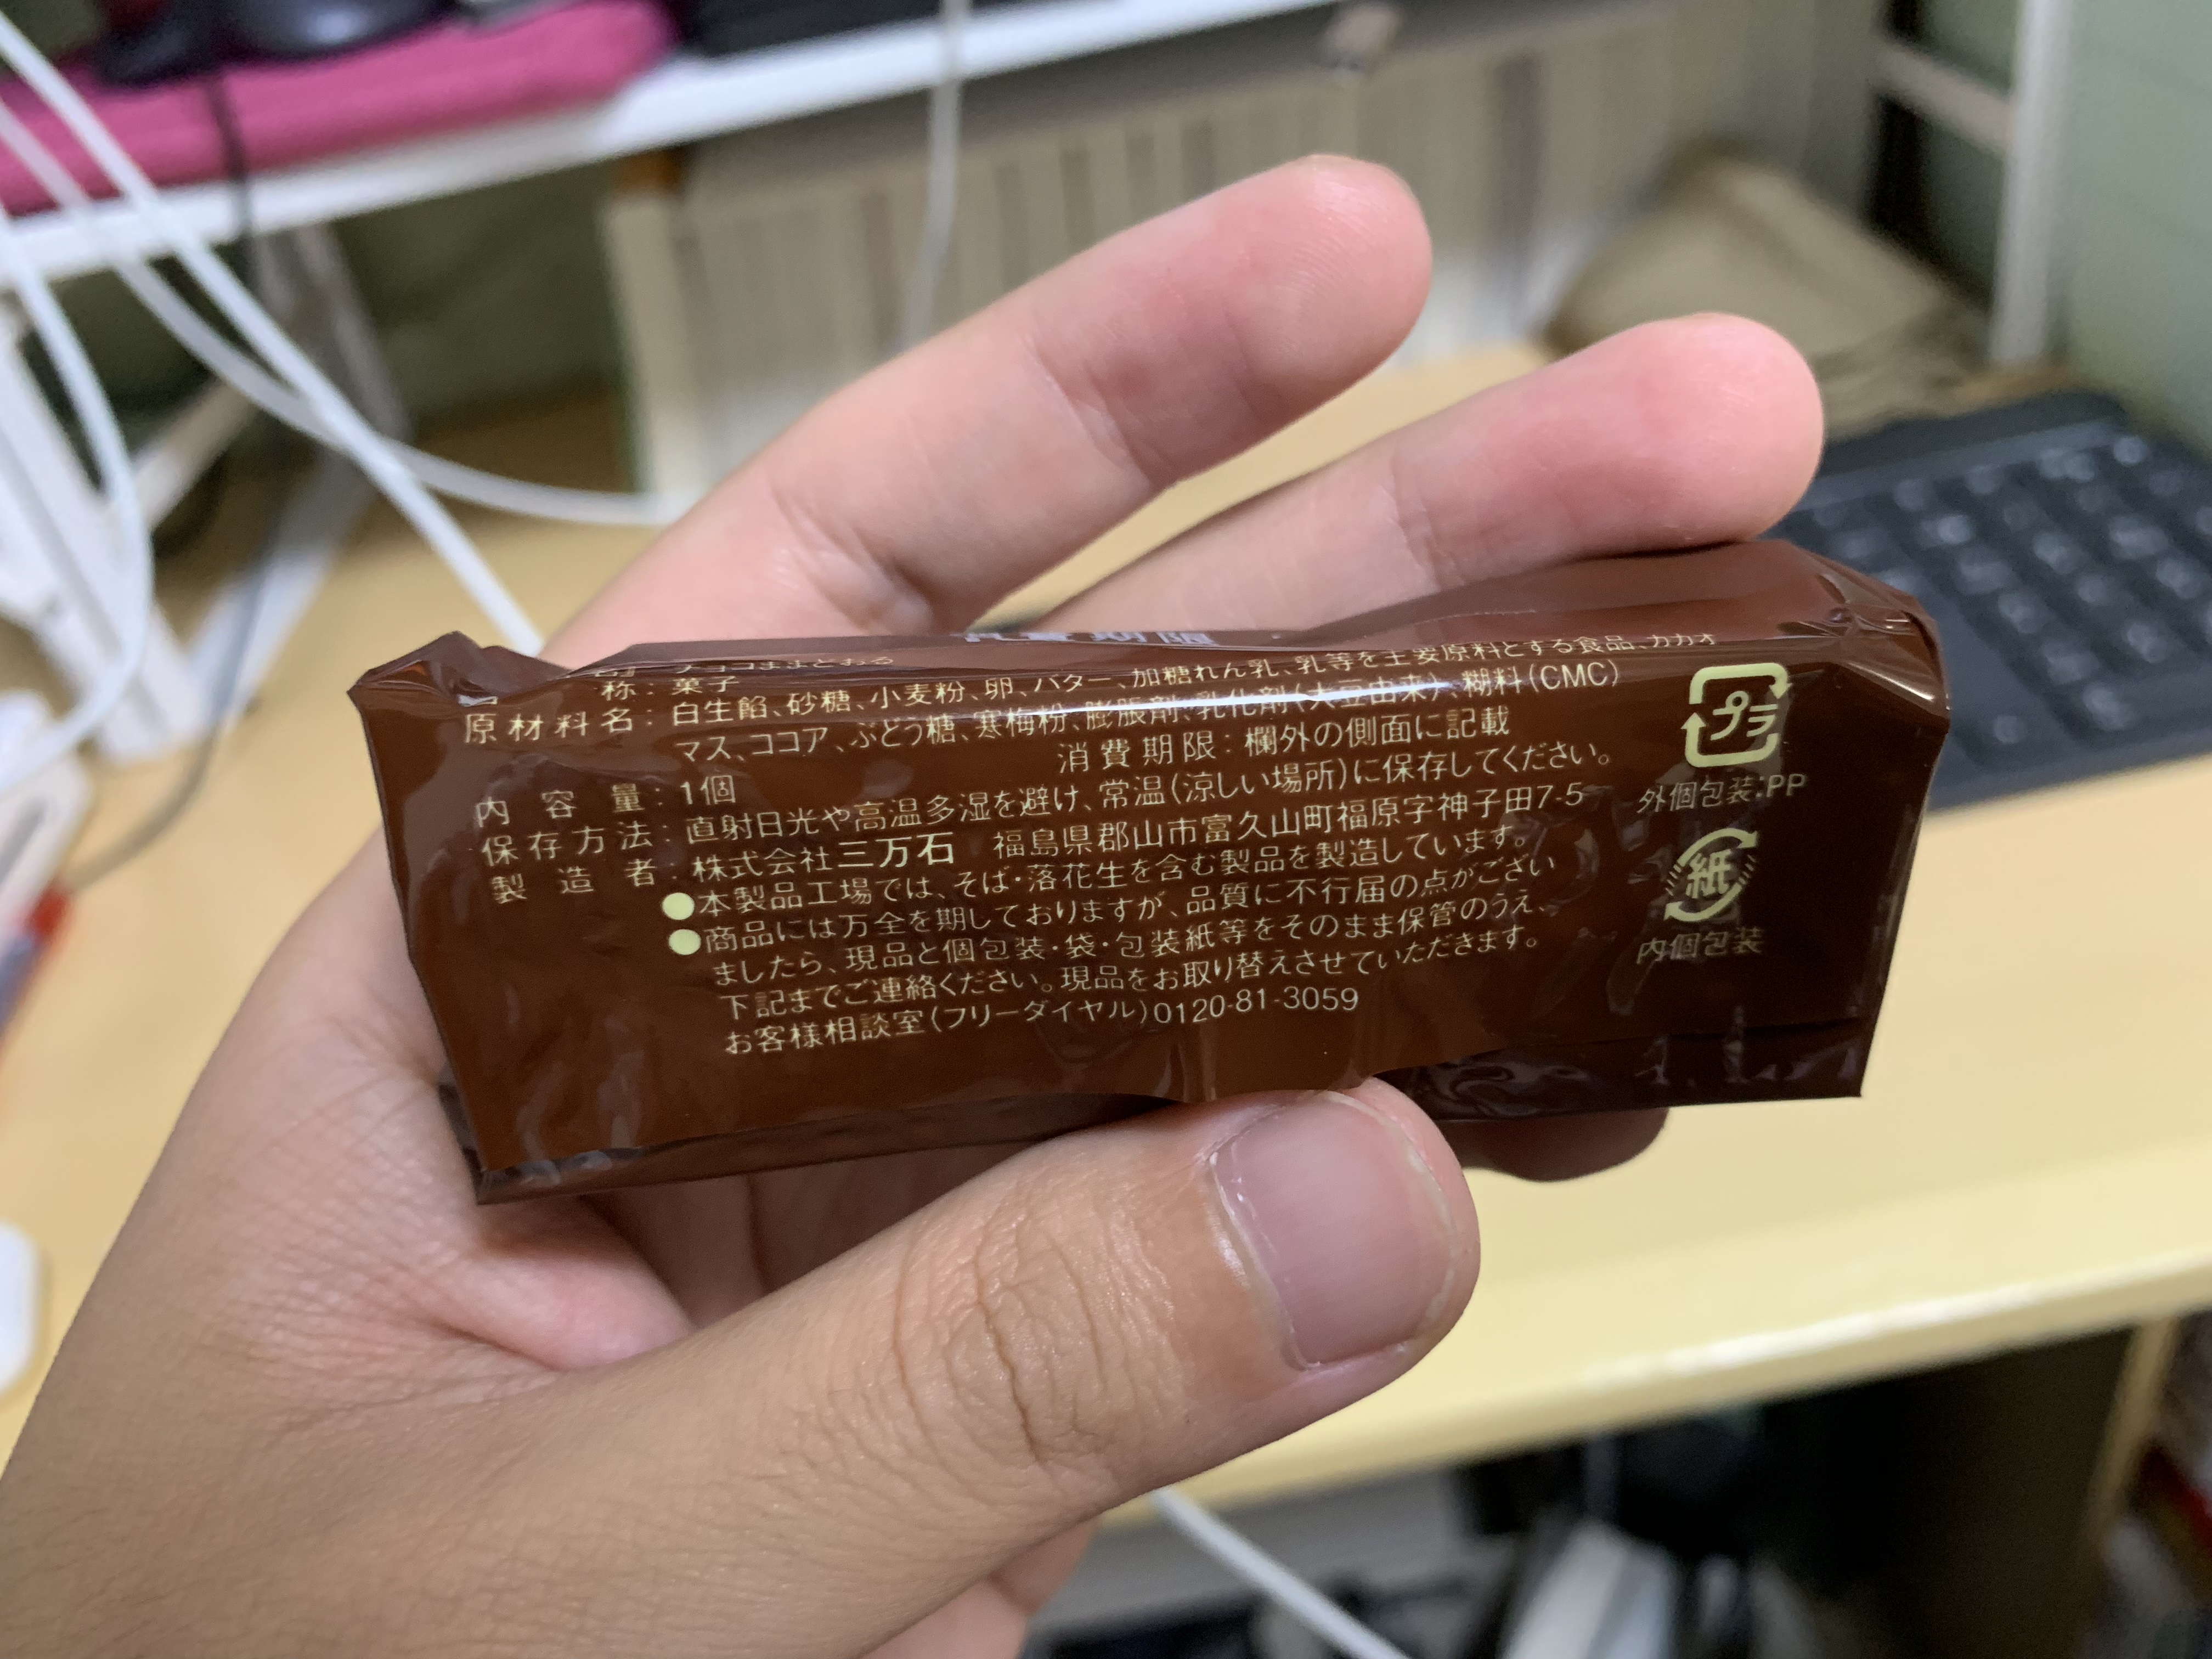 消費期限
品 名 チョコままどおる
名 称：菓子
原材料名：白生餡、砂糖、小麦粉、卵、バター、加糖れん乳、乳等を主要原料とする食品、カカオ
マス、ココア、ぶどう糖、寒梅粉、膨脹剤、乳化剤(大豆由来)、糊料(CMC)
内容量：1個 消費期限：欄外の側面に記載
保存方法：直射日光や高温多湿を避け、常温(涼しい場所)に保存してください。
製造者：株式会社三万石 福島県郡山市富久山町福原字神子田7-5
●本製品工場では、そば・落花生を含む製品を製造しています。
●商品には万全を期しておりますが、品質に不行届の点がござい
ましたら、現品と個包装・袋・包装紙等をそのまま保管のうえ、
下記までご連絡ください。現品をお取り替えさせていただきます。
お客様相談室(フリーダイヤル)0120-81-3059
プラ
外個包装:PP
紙
内個包装